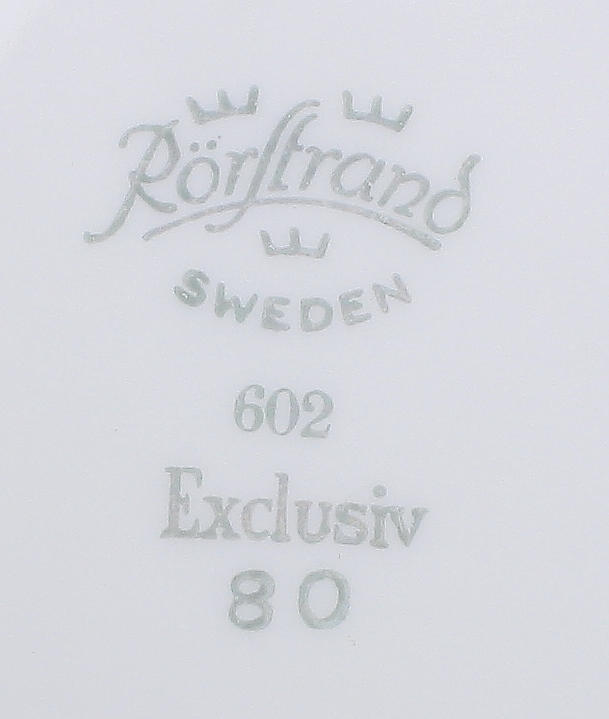 Rörstrand
SWEDEN
602
Exclusiv
80